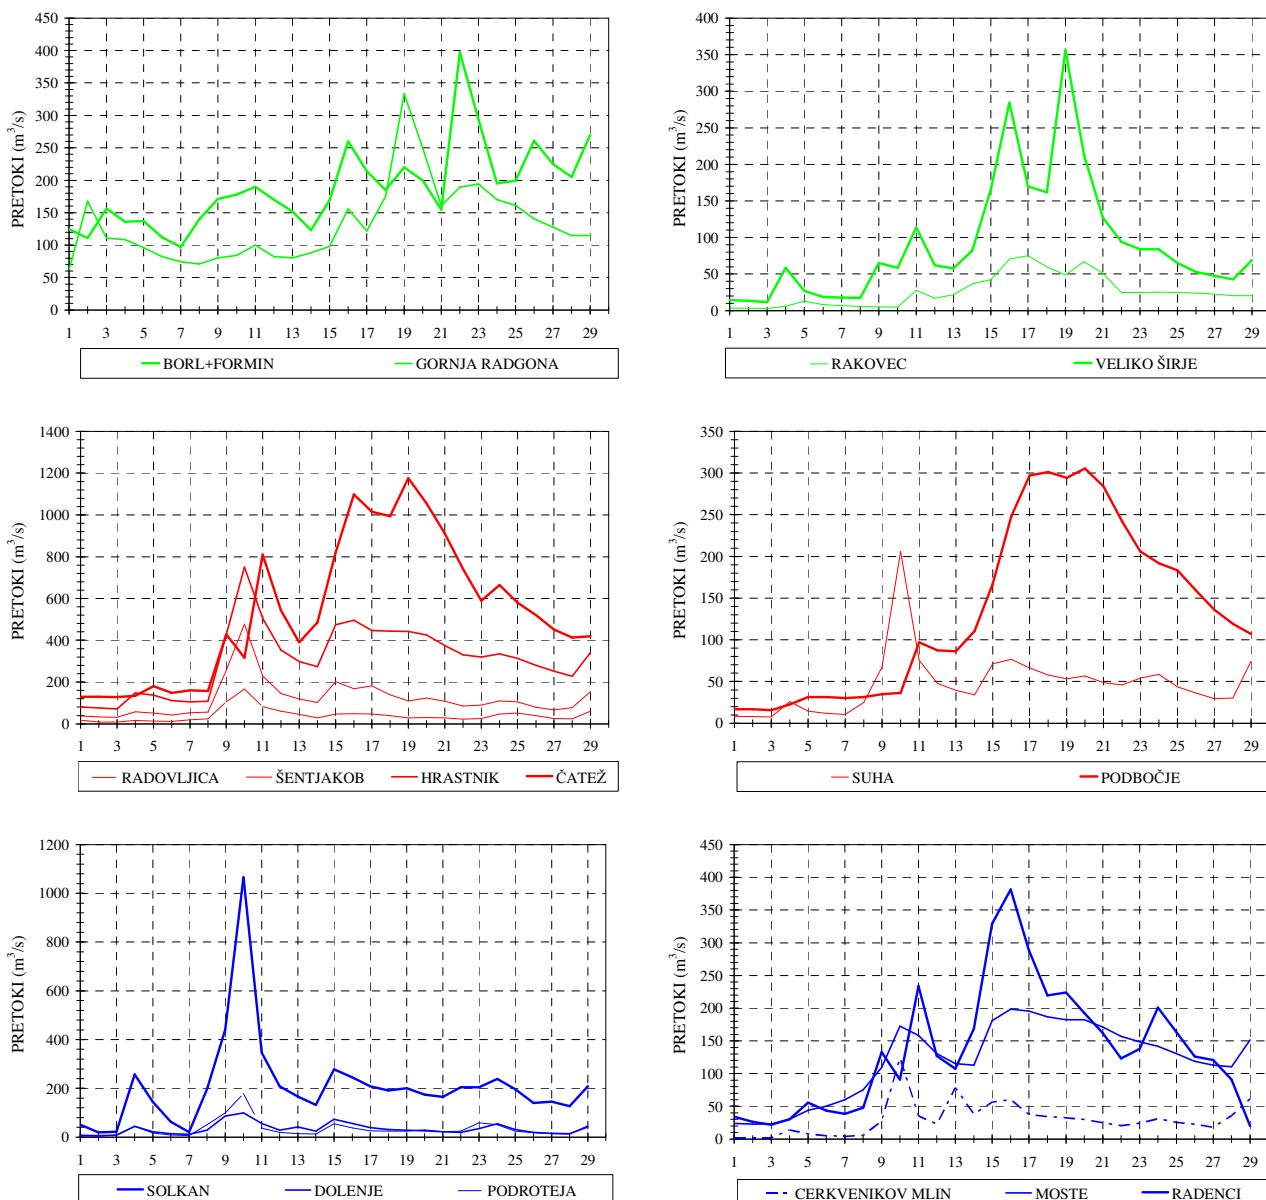 PRETOKI (m³/s)
450
400
350
300
250
200
150
100
50
0
1 3 5 7 9 11 13 15 17 19 21 23 25 27 29
BORL+FORMIN GORNJA RADGONA
PRETOKI (m³/s)
400
350
300
250
200
150
100
50
0
1 3 5 7 9 11 13 15 17 19 21 23 25 27 29
RAKOVEC VELIKO ŠIRJE
PRETOKI (m³/s)
1400
1200
1000
800
600
400
200
0
1 3 5 7 9 11 13 15 17 19 21 23 25 27 29
RADOVLJICA ŠENTJAKOB HRASTNIK ČATEŽ
PRETOKI (m³/s)
350
300
250
200
150
100
50
0
1 3 5 7 9 11 13 15 17 19 21 23 25 27 29
SUHA PODBOČJE
PRETOKI (m³/s)
1200
1000
800
600
400
200
0
1 3 5 7 9 11 13 15 17 19 21 23 25 27 29
SOLKAN DOLENJE PODROTEJA
PRETOKI (m³/s)
450
400
350
300
250
200
150
100
50
0
1 3 5 7 9 11 13 15 17 19 21 23 25 27 29
CERKVENIKOV MLIN MOSTE RADENCI